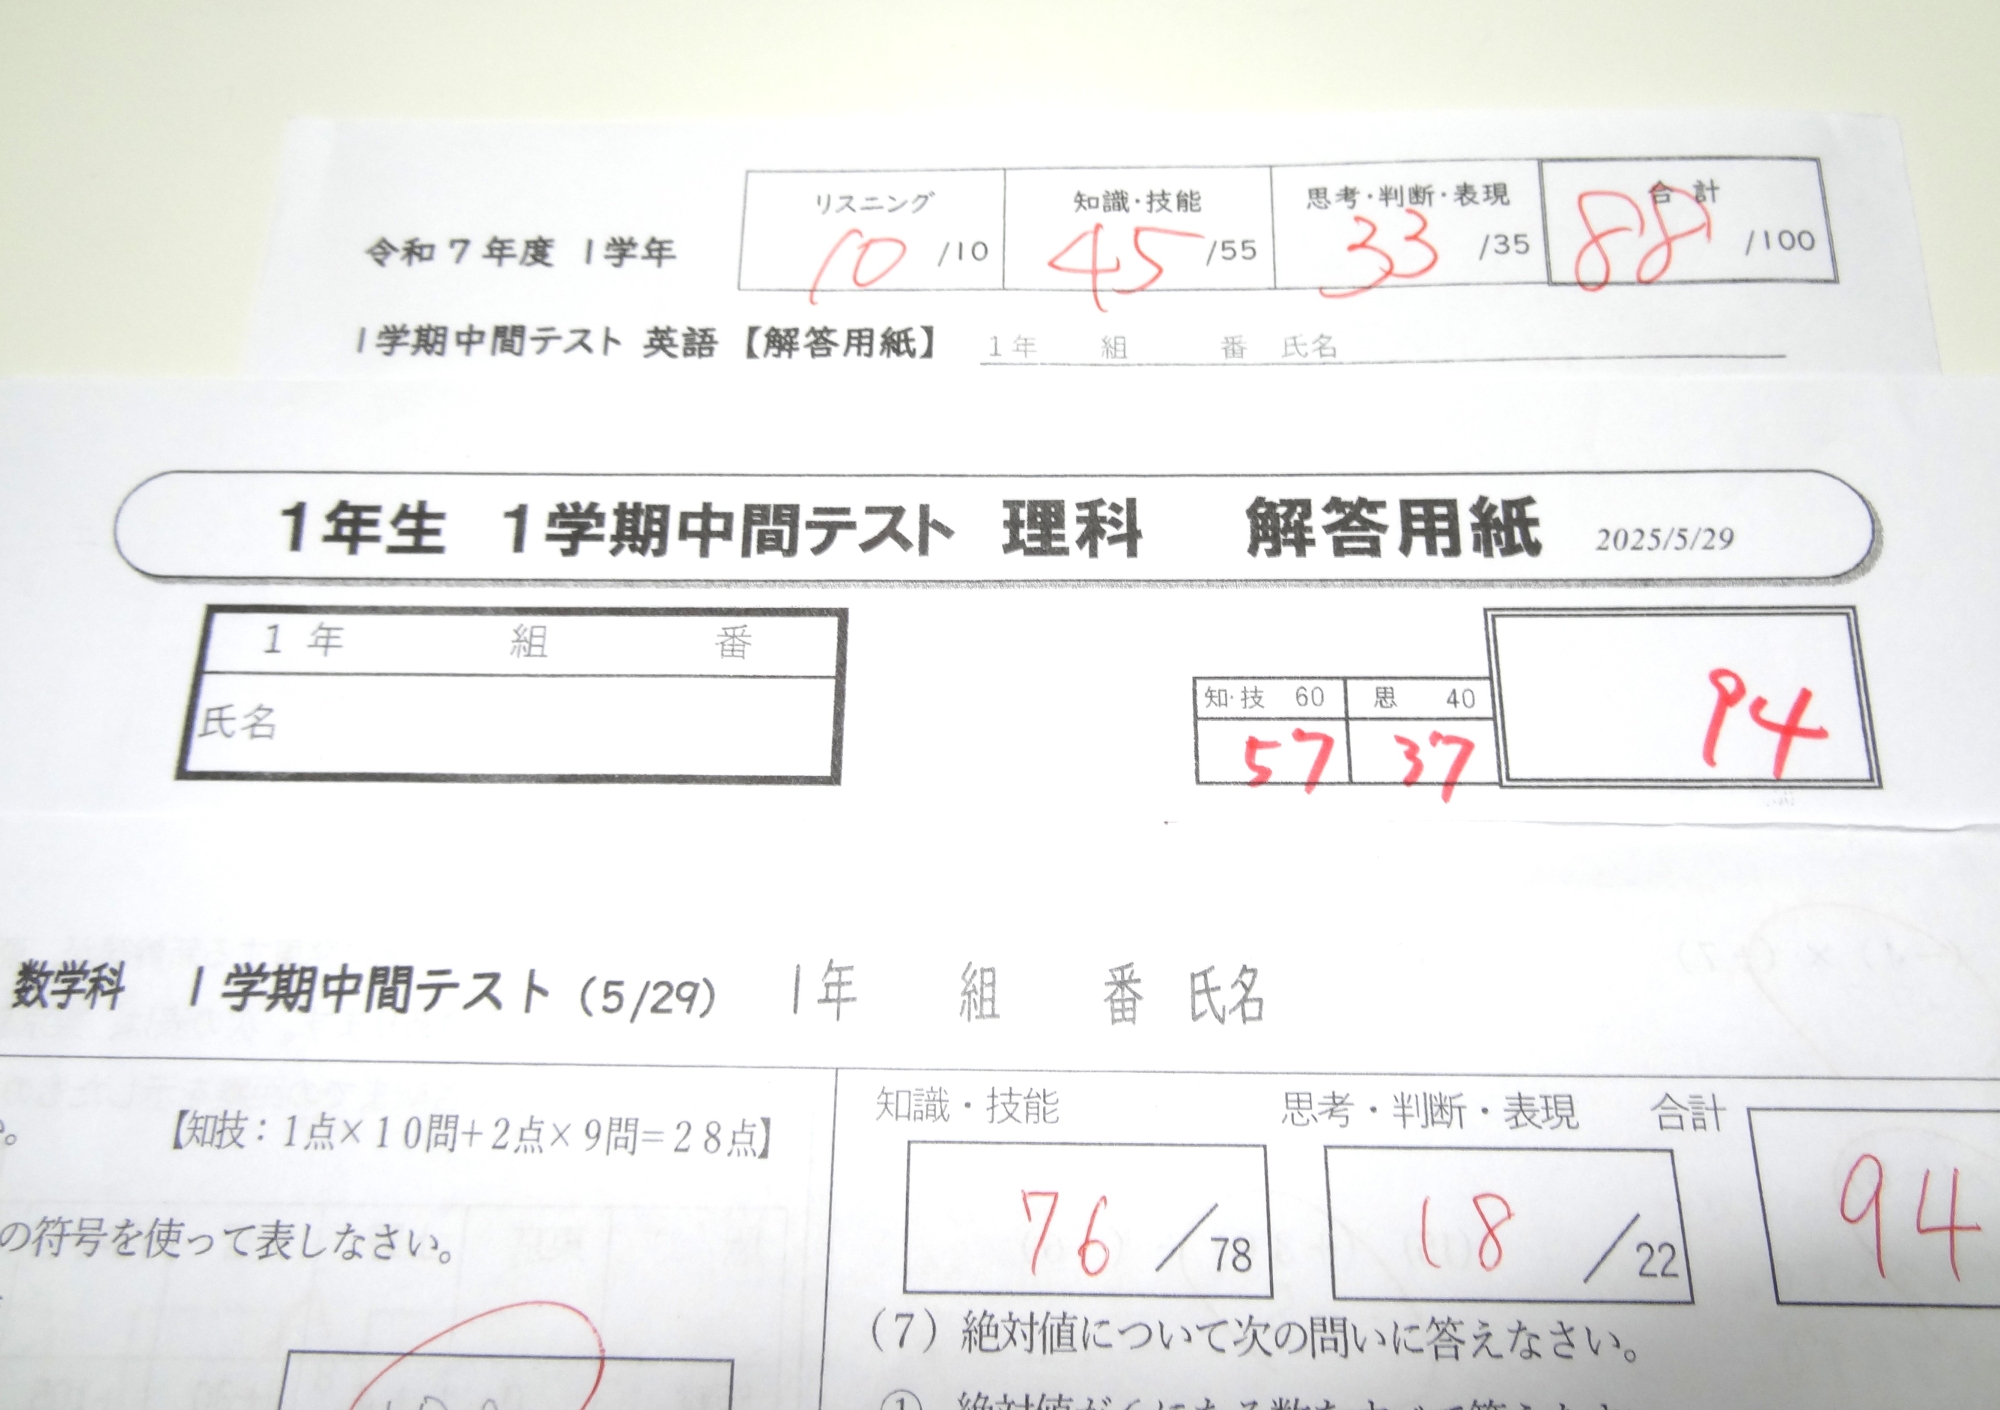 リスニング 知識・技能 思考・判断・表現 合計
令和7年度 1学年 10 /10 45 /55 33 /35 88 /100
1学期中間テスト 英語【解答用紙】 1年 組 番 氏名
1年生 1学期中間テスト 理科 解答用紙 2025/5/29
1年 組 番
氏名
知・技 60 思 40
57 37 94
数学科 1学期中間テスト(5/29) 1年 組 番 氏名
知識・技能 思考・判断・表現 合計
。 【知技:1点×10問+2点×9問=28点】
76 /78 18 /22 94
の符号を使って表しなさい。
(7) 絶対値について次の問いに答えなさい。